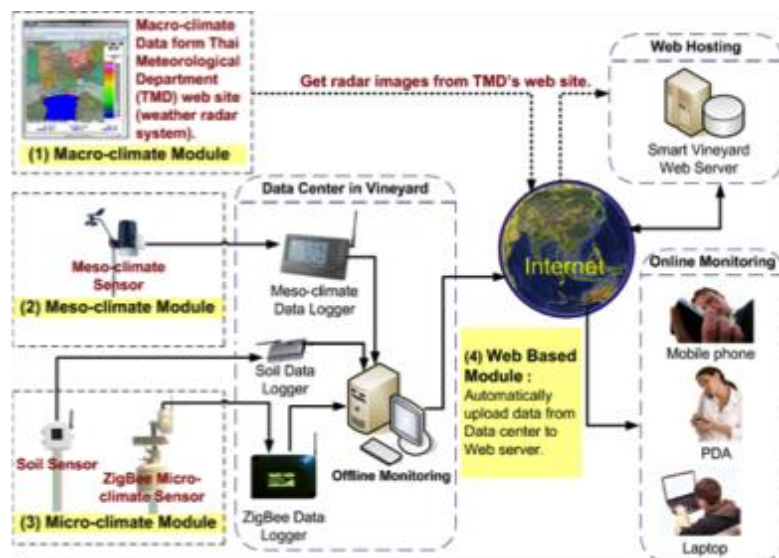 Macro-climate
Data form Thai
Meteorological
Department
(TMD) web site
(weather radar
system).
(1) Macro-climate Module
Get radar images from TMD's web site.
Web Hosting
Smart Vineyard
Web Server
Data Center in Vineyard
Meso-climate
Sensor
(2) Meso-climate Module
Meso-climate
Data Logger
Internet
Online Monitoring
Mobile phone
PDA
Laptop
(4) Web Based
Module :
Automatically
upload data from
Data center to
Web server.
Soil Data
Logger
Offline Monitoring
Soil Sensor
ZigBee Micro-
climate Sensor
(3) Micro-climate Module
ZigBee Data
Logger